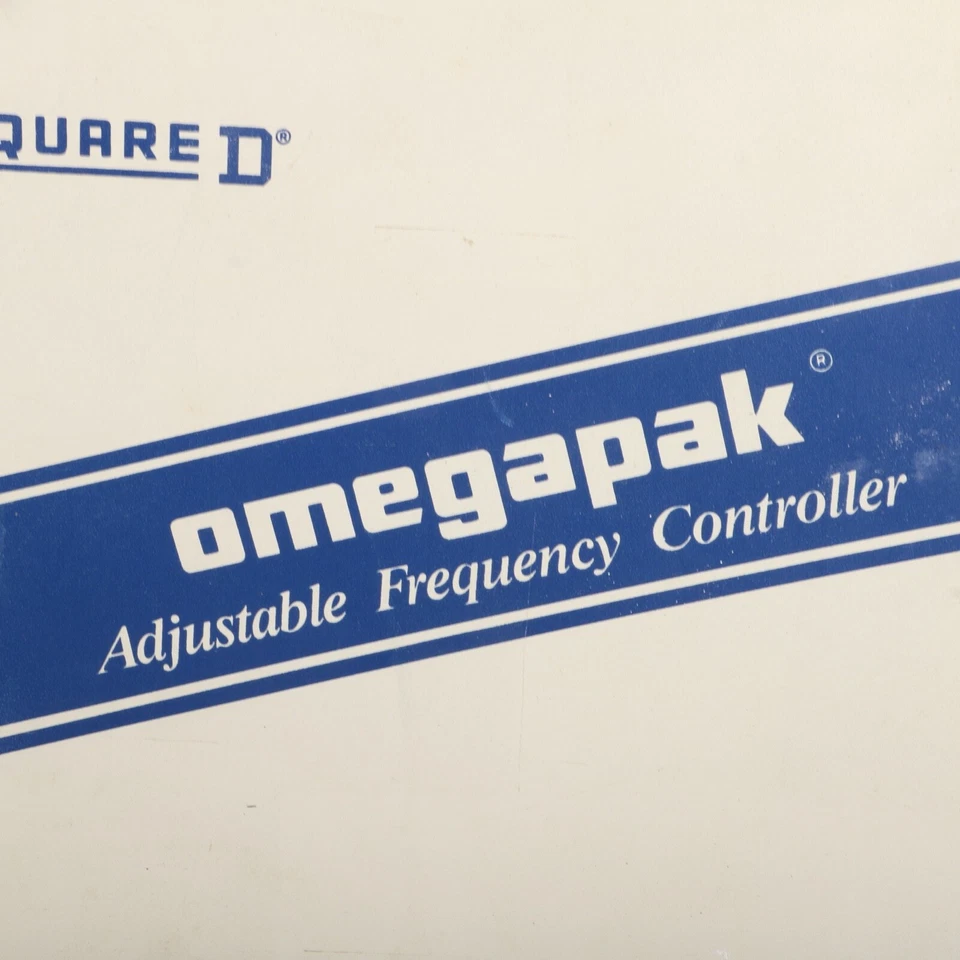 QUARE D®
omegapak®
Adjustable Frequency Controller